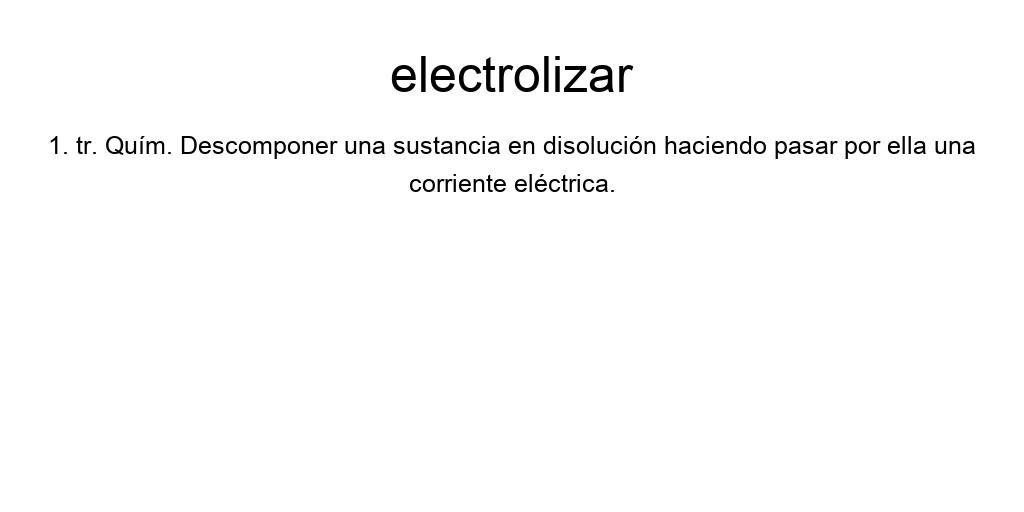 electrolizar
1. tr. Quím. Descomponer una sustancia en disolución haciendo pasar por ella una
corriente eléctrica.